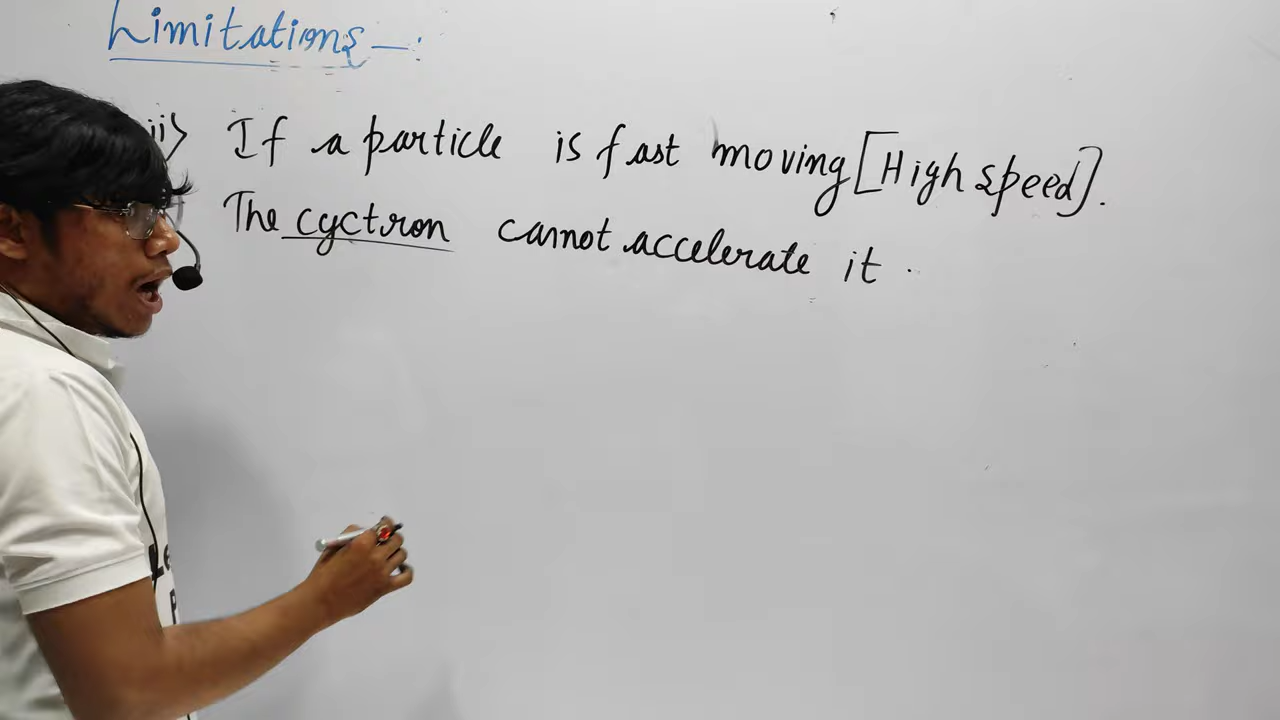 Limitations -:
ii> If a particle is fast moving [High speed].
The cyctron cannot accelerate it .